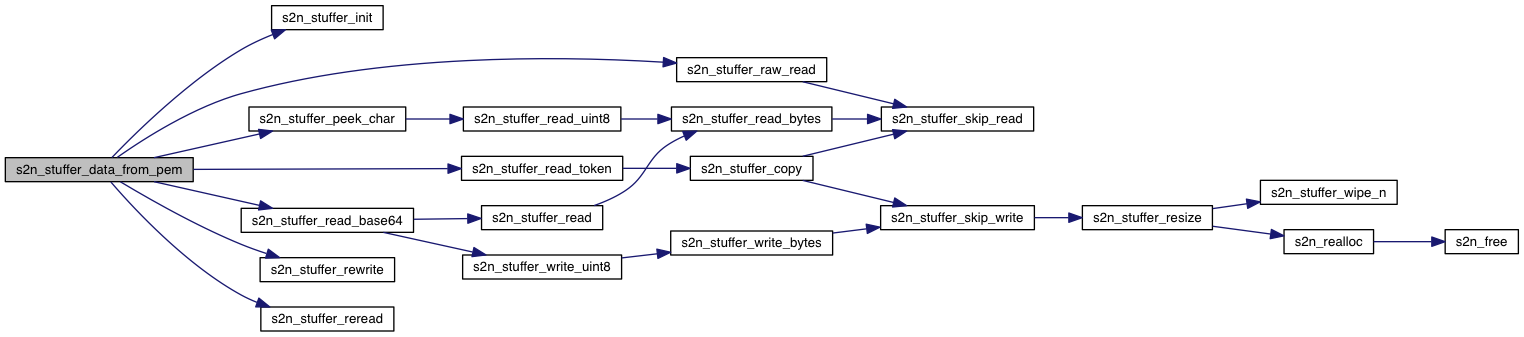 s2n_stuffer_init
s2n_stuffer_raw_read
s2n_stuffer_peek_char
s2n_stuffer_read_uint8
s2n_stuffer_read_bytes
s2n_stuffer_skip_read
s2n_stuffer_data_from_pem
s2n_stuffer_read_token
s2n_stuffer_copy
s2n_stuffer_wipe_n
s2n_stuffer_read_base64
s2n_stuffer_read
s2n_stuffer_skip_write
s2n_stuffer_resize
s2n_stuffer_write_bytes
s2n_realloc
s2n_free
s2n_stuffer_rewrite
s2n_stuffer_write_uint8
s2n_stuffer_reread